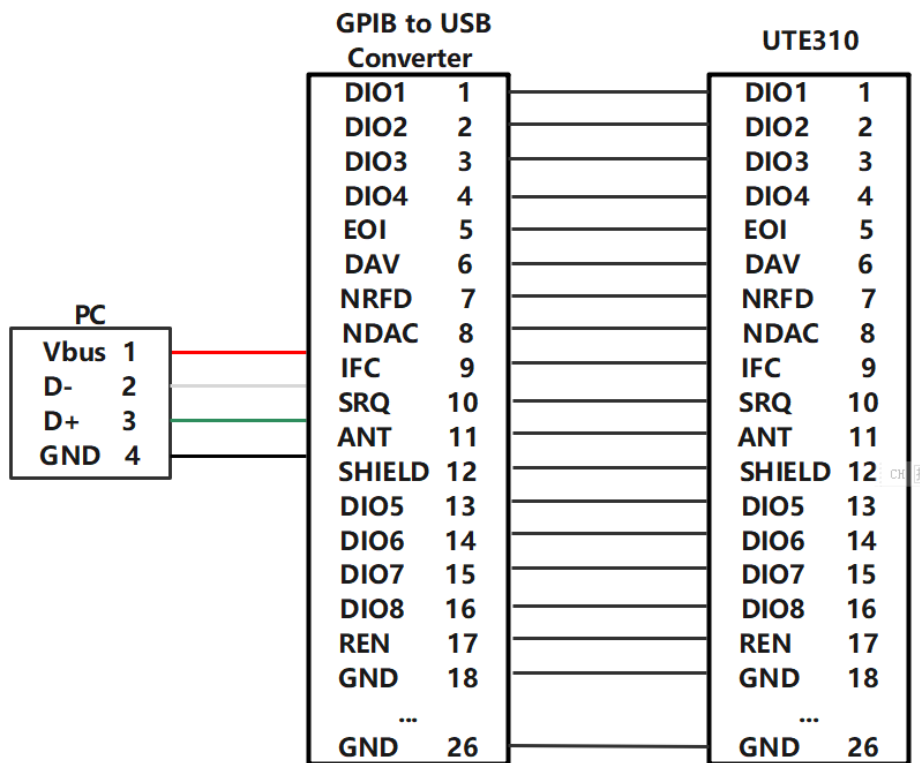 GPIB to USB
Converter
UTE310
PC
Vbus 1
D- 2
D+ 3
GND 4
DIO1 1
DIO2 2
DIO3 3
DIO4 4
EOI 5
DAV 6
NRFD 7
NDAC 8
IFC 9
SRQ 10
ANT 11
SHIELD 12
DIO5 13
DIO6 14
DIO7 15
DIO8 16
REN 17
GND 18
...
GND 26
DIO1 1
DIO2 2
DIO3 3
DIO4 4
EOI 5
DAV 6
NRFD 7
NDAC 8
IFC 9
SRQ 10
ANT 11
SHIELD 12
DIO5 13
DIO6 14
DIO7 15
DIO8 16
REN 17
GND 18
...
GND 26